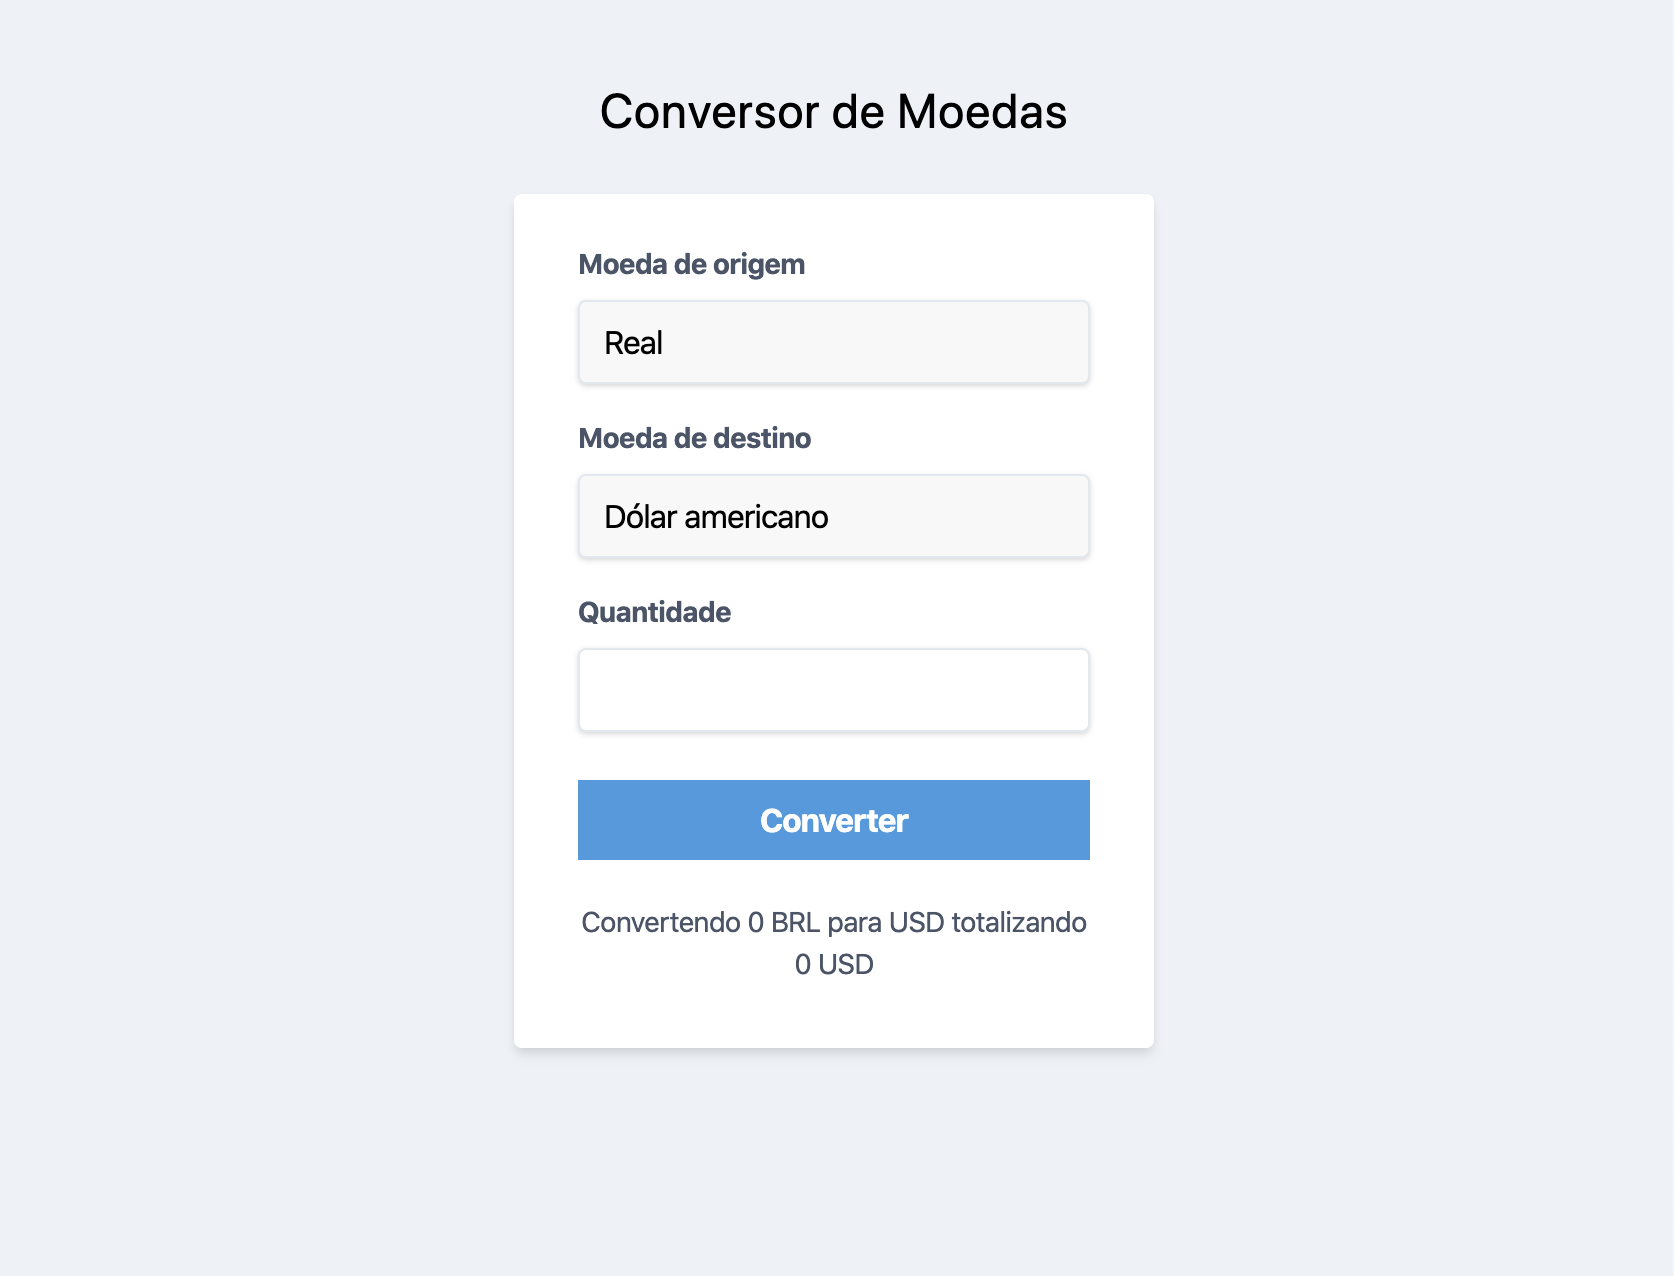 Conversor de Moedas
Moeda de origem
Real
Moeda de destino
Dólar americano
Quantidade
Converter
Convertendo 0 BRL para USD totalizando
0 USD